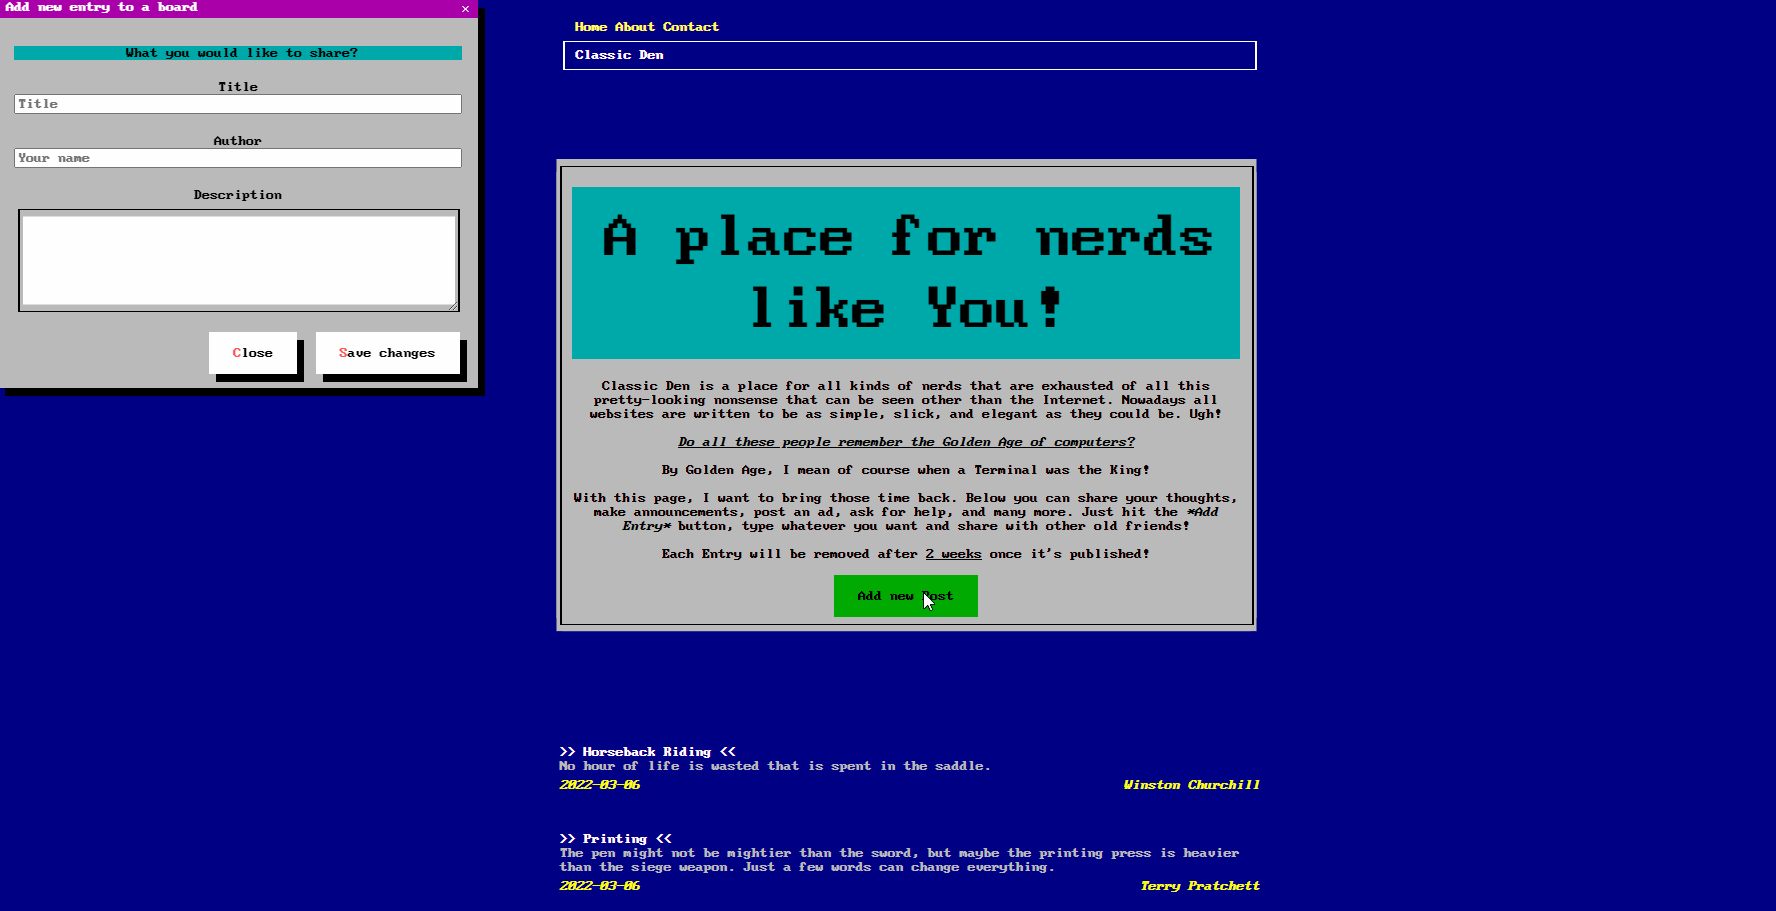 Add new entry to a board ×
What you would like to share?
Title
Title
Author
Your name
Description
Close Save changes
Home About Contact
Classic Den
A place for nerds
like You!
Classic Den is a place for all kinds of nerds that are exhausted of all this
pretty-looking nonsense that can be seen other than the Internet. Nowadays all
websites are written to be as simple, slick, and elegant as they could be. Ugh!
Do all these people remember the Golden Age of computers?
By Golden Age, I mean of course when a Terminal was the King!
With this page, I want to bring those time back. Below you can share your thoughts,
make announcements, post an ad, ask for help, and many more. Just hit the *Add
Entry* button, type whatever you want and share with other old friends!
Each Entry will be removed after 2 weeks once it's published!
Add new Post
>> Horseback Riding <<
No hour of life is wasted that is spent in the saddle.
2022-03-06 Winston Churchill
>> Printing <<
The pen might not be mightier than the sword, but maybe the printing press is heavier
than the siege weapon. Just a few words can change everything.
2022-03-06 Terry Pratchett